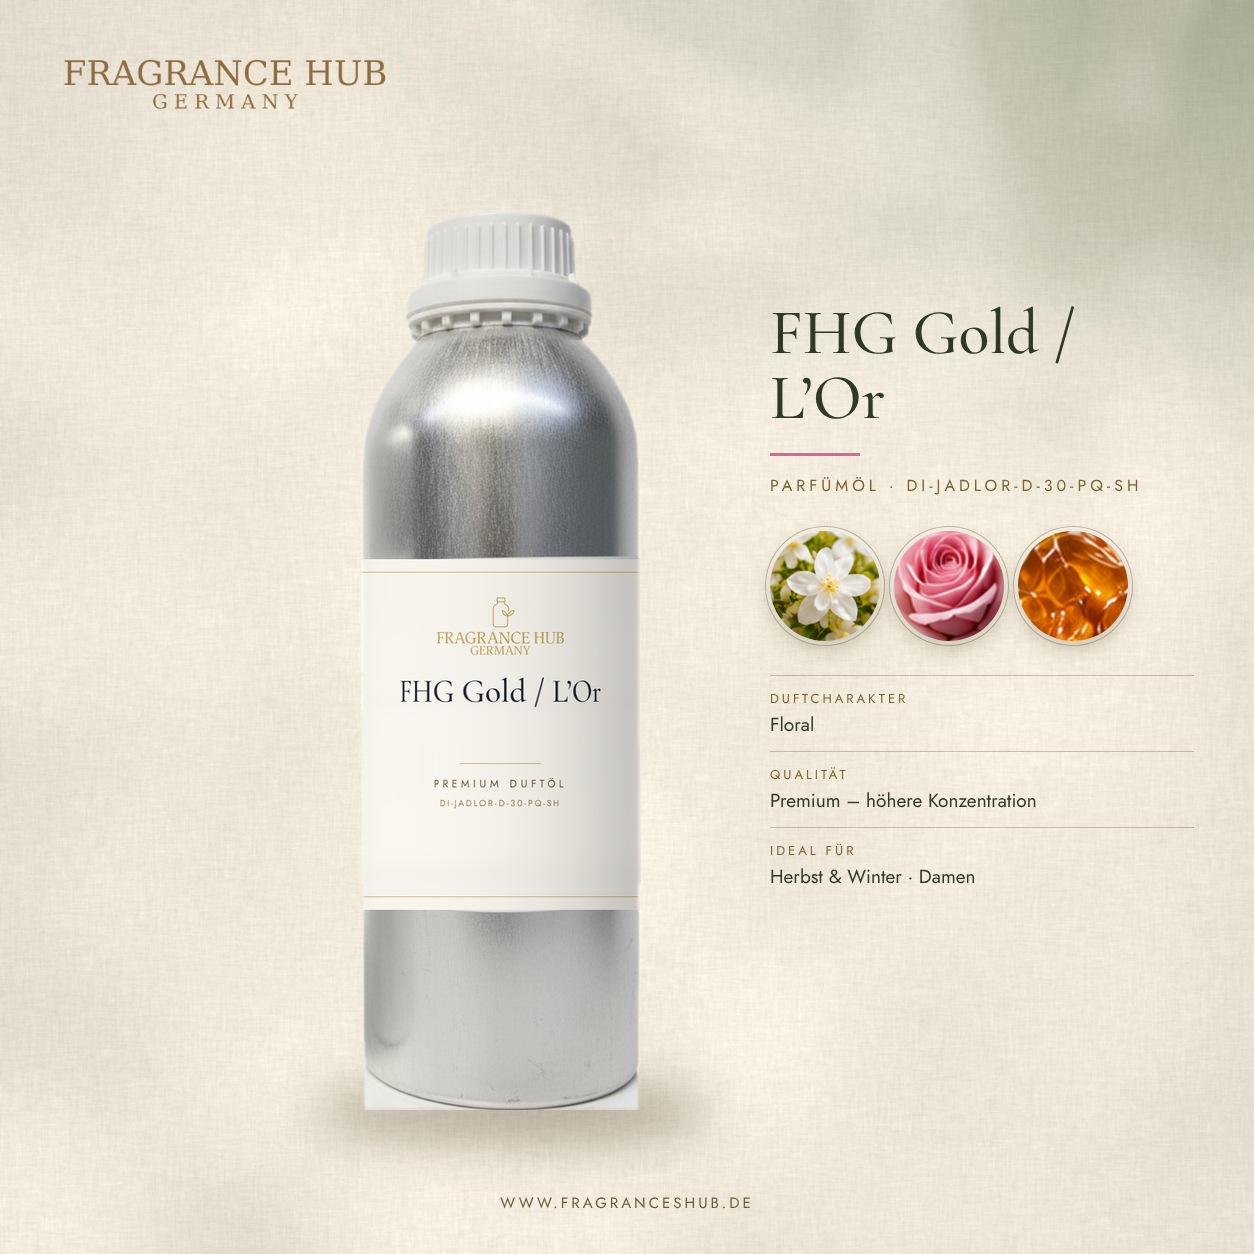 FRAGRANCE HUB
GERMANY
FHG Gold /
L’Or
PARFÜMÖL · DI-JADLOR-D-30-PQ-SH
DUFTCHARAKTER
Floral
QUALITÄT
Premium – höhere Konzentration
IDEAL FÜR
Herbst & Winter · Damen
FRAGRANCE HUB
GERMANY
FHG Gold / L’Or
PREMIUM DUFTÖL
DI-JADLOR-D-30-PQ-SH
WWW.FRAGRANCESHUB.DE